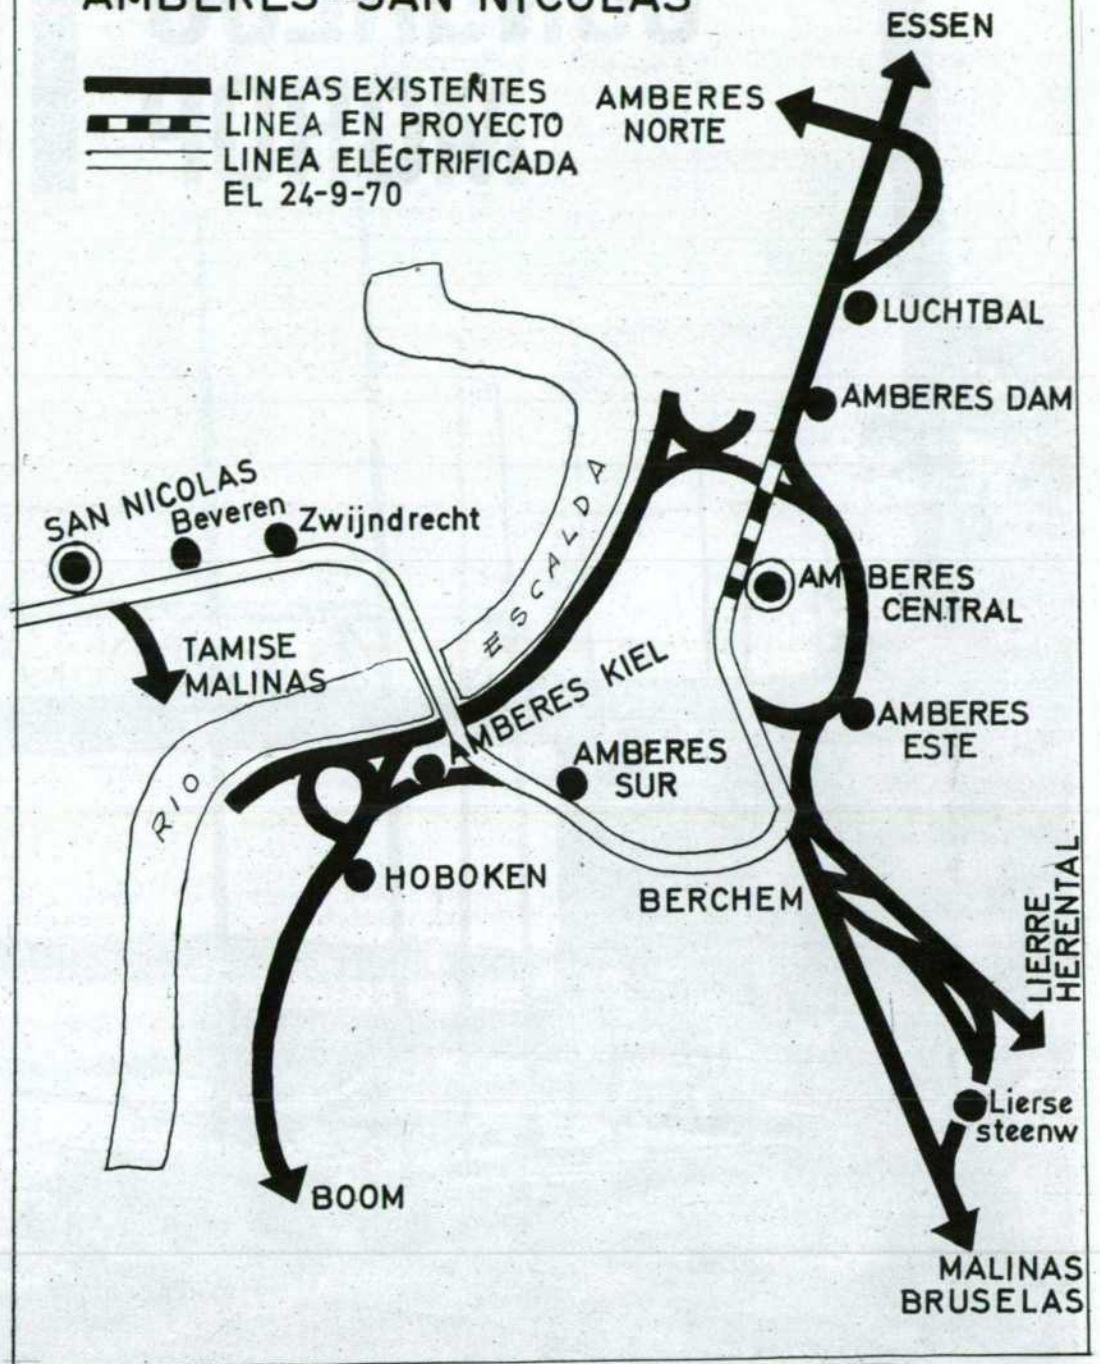 AMBERES-SAN NICOLAS
LINEAS EXISTENTES
LINEA EN PROYECTO
LINEA ELECTRIFICADA
EL 24-9-70
ESSEN
AMBERES
NORTE
LUCHTBAL
AMBERES DAM
SAN NICOLAS
Beveren
Zwijndrecht
ESCALDA
AMBERES
CENTRAL
TAMISE
MALINAS
AMBERES KIEL
AMBERES
ESTE
AMBERES
SUR
RIO
HOBOKEN
BERCHEM
LIERRE
HERENTAL
Lierse
steenw
BOOM
MALINAS
BRUSELAS